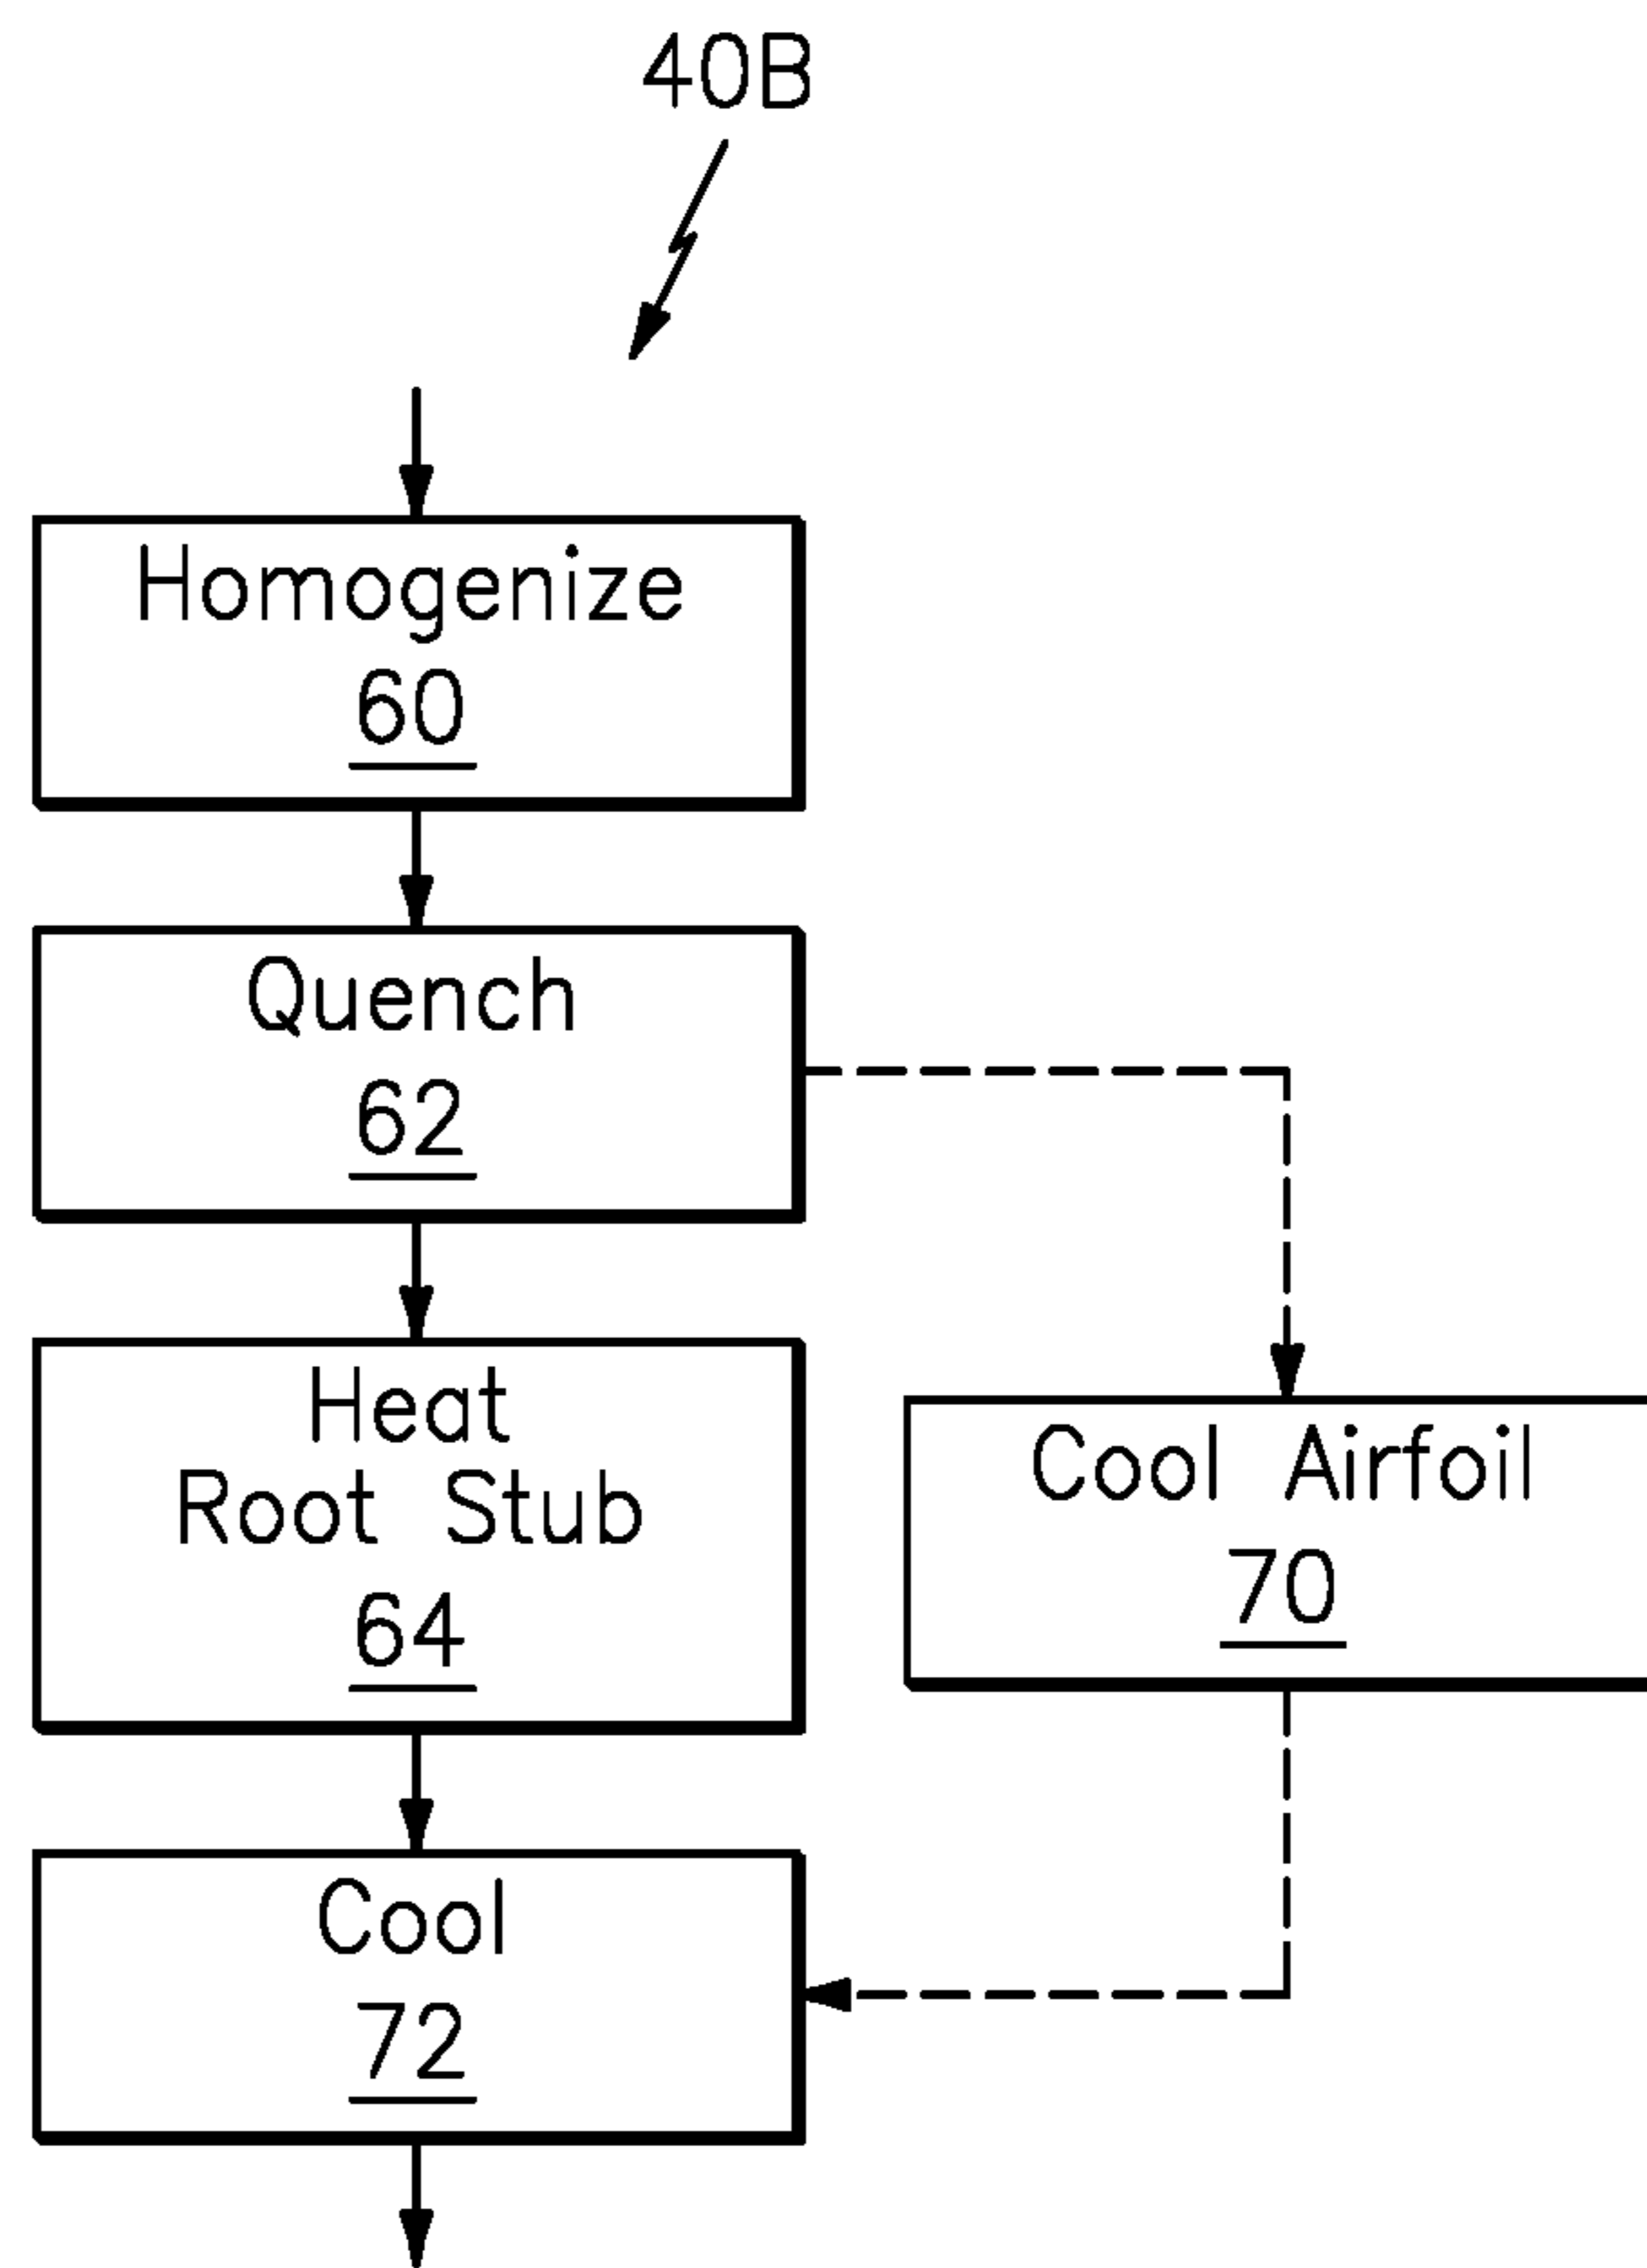 40B
Homogenize
60
Quench
62
Heat
Root Stub
64
Cool Airfoil
70
Cool
72